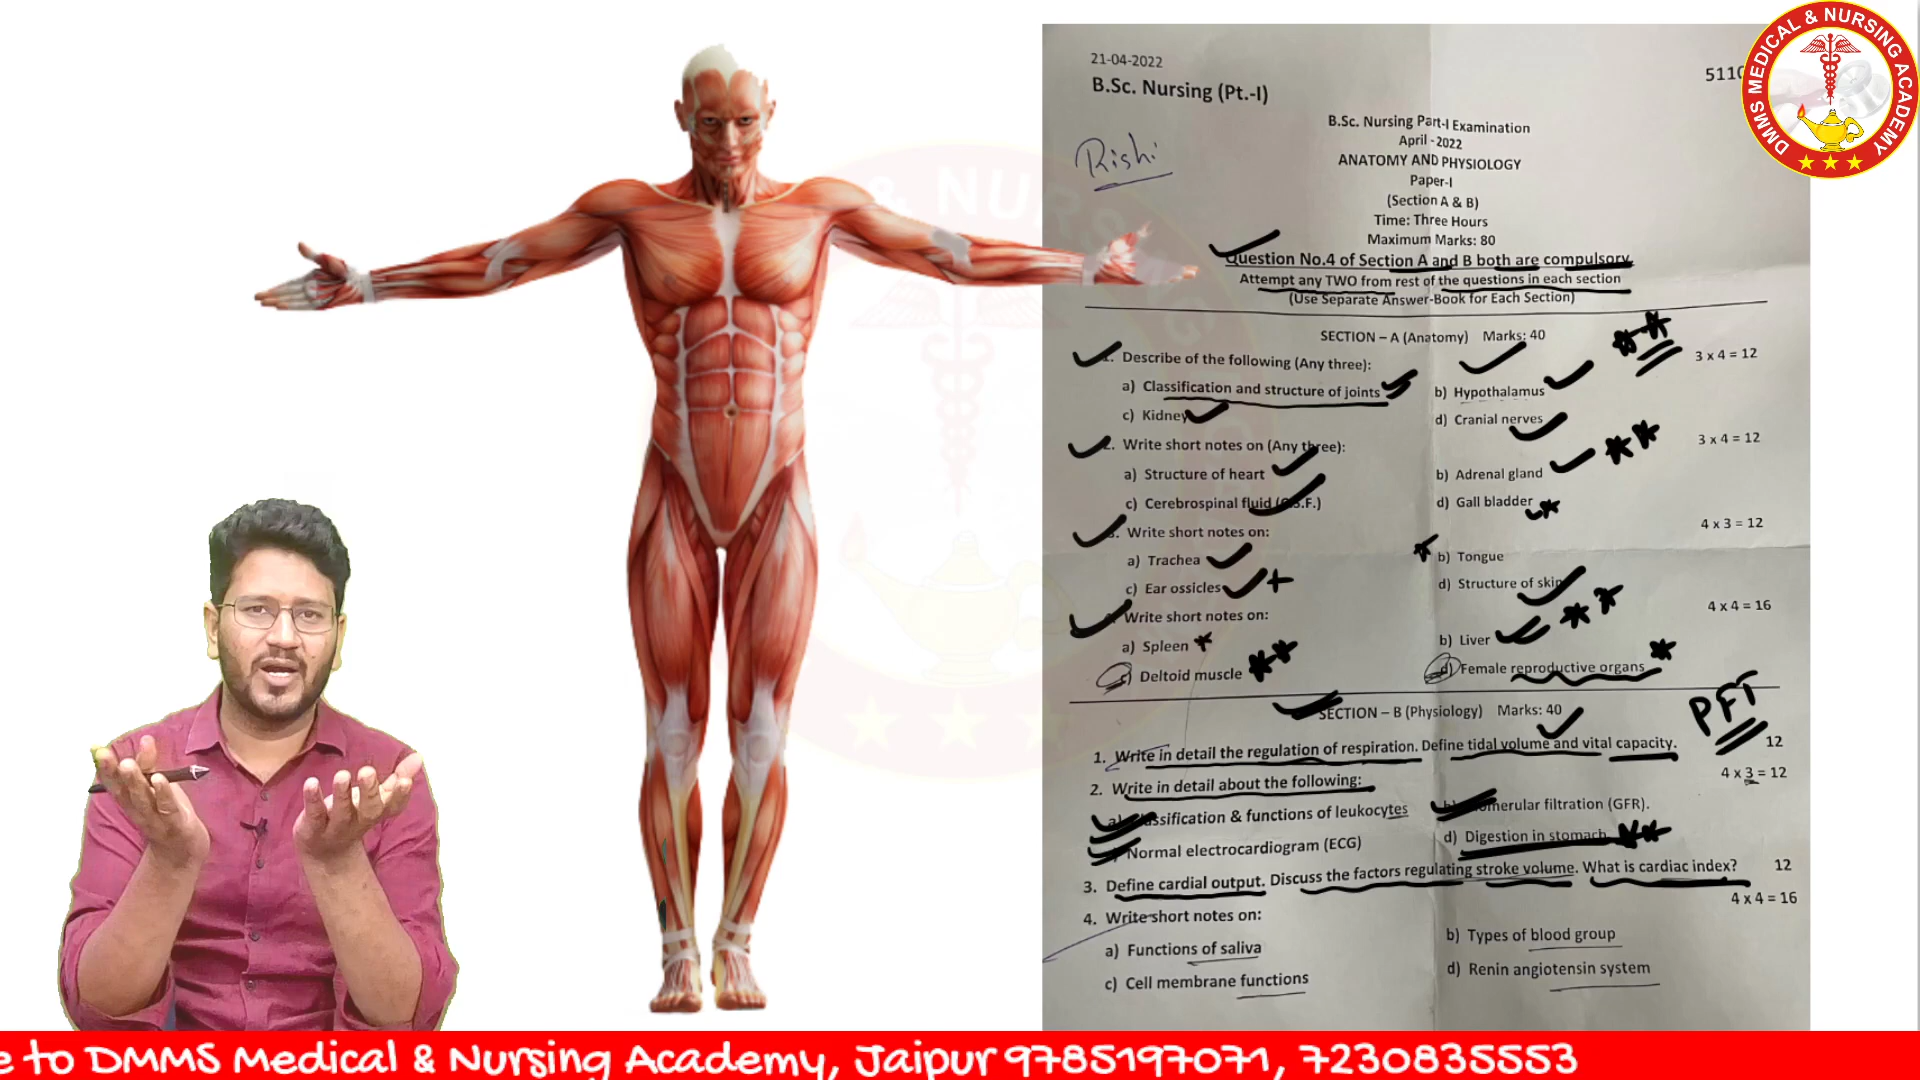 21-04-2022
B.Sc. Nursing (Pt.-I)
5110
Rishi
B.Sc. Nursing Part-I Examination
April -2022
ANATOMY AND PHYSIOLOGY
Paper-I
(Section A & B)
Time: Three Hours
Maximum Marks: 80
Question No.4 of Section A and B both are compulsory
Attempt any TWO from rest of the questions in each section
(Use Separate Answer-Book for Each Section)
SECTION – A (Anatomy) Marks: 40
1. Describe of the following (Any three): 3 x 4 = 12
a) Classification and structure of joints b) Hypothalamus
c) Kidney d) Cranial nerves
2. Write short notes on (Any three): 3 x 4 = 12
a) Structure of heart b) Adrenal gland
c) Cerebrospinal fluid (C.S.F.) d) Gall bladder
3. Write short notes on: 4 x 3 = 12
a) Trachea b) Tongue
c) Ear ossicles d) Structure of skin
Write short notes on: 4 x 4 = 16
a) Spleen b) Liver
Deltoid muscle d) Female reproductive organs
SECTION – B (Physiology) Marks: 40
PFT
1. Write in detail the regulation of respiration. Define tidal volume and vital capacity. 12
2. Write in detail about the following: 4 x 3 = 12
a) Classification & functions of leukocytes filtration (GFR).
Normal electrocardiogram (ECG) d) Digestion in stomach
3. Define cardial output. Discuss the factors regulating stroke volume. What is cardiac index? 12
4. Write short notes on: 4 x 4 = 16
a) Functions of saliva b) Types of blood group
c) Cell membrane functions d) Renin angiotensin system
DMMS MEDICAL & NURSING ACADEMY
e to DMMS Medical & Nursing Academy, Jaipur 9785197071, 7230835553